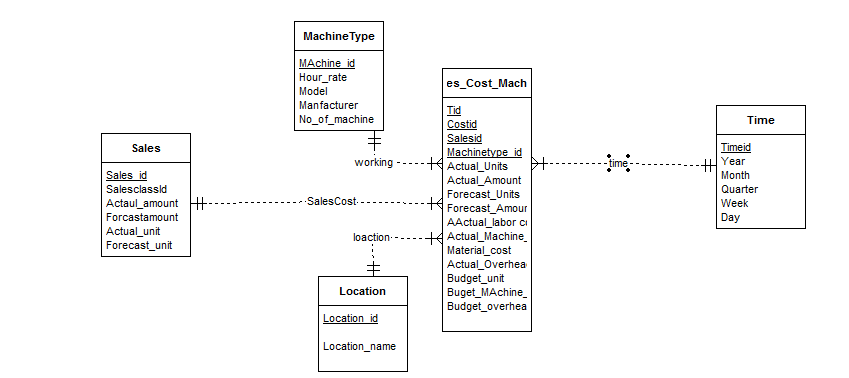 MachineType
MAchine_id
Hour_rate
Model
Manfacturer
No_of_machine
working
Sales
Sales_id
SalesclassId
Actaul_amount
Forcastamount
Actual_unit
Forecast_unit
SalesCost
loaction
Location
Location_id
Location_name
es_Cost_Mach
Tid
Costid
Salesid
Machinetype_id
Actual_Units
Actual_Amount
Forecast_Units
Forecast_Amour
AActual_labor co
Actual_Machine_
Material_cost
Actual_Overhea
Budget_unit
Buget_MAchine_
Budget_overhea
time
Time
Timeid
Year
Month
Quarter
Week
Day